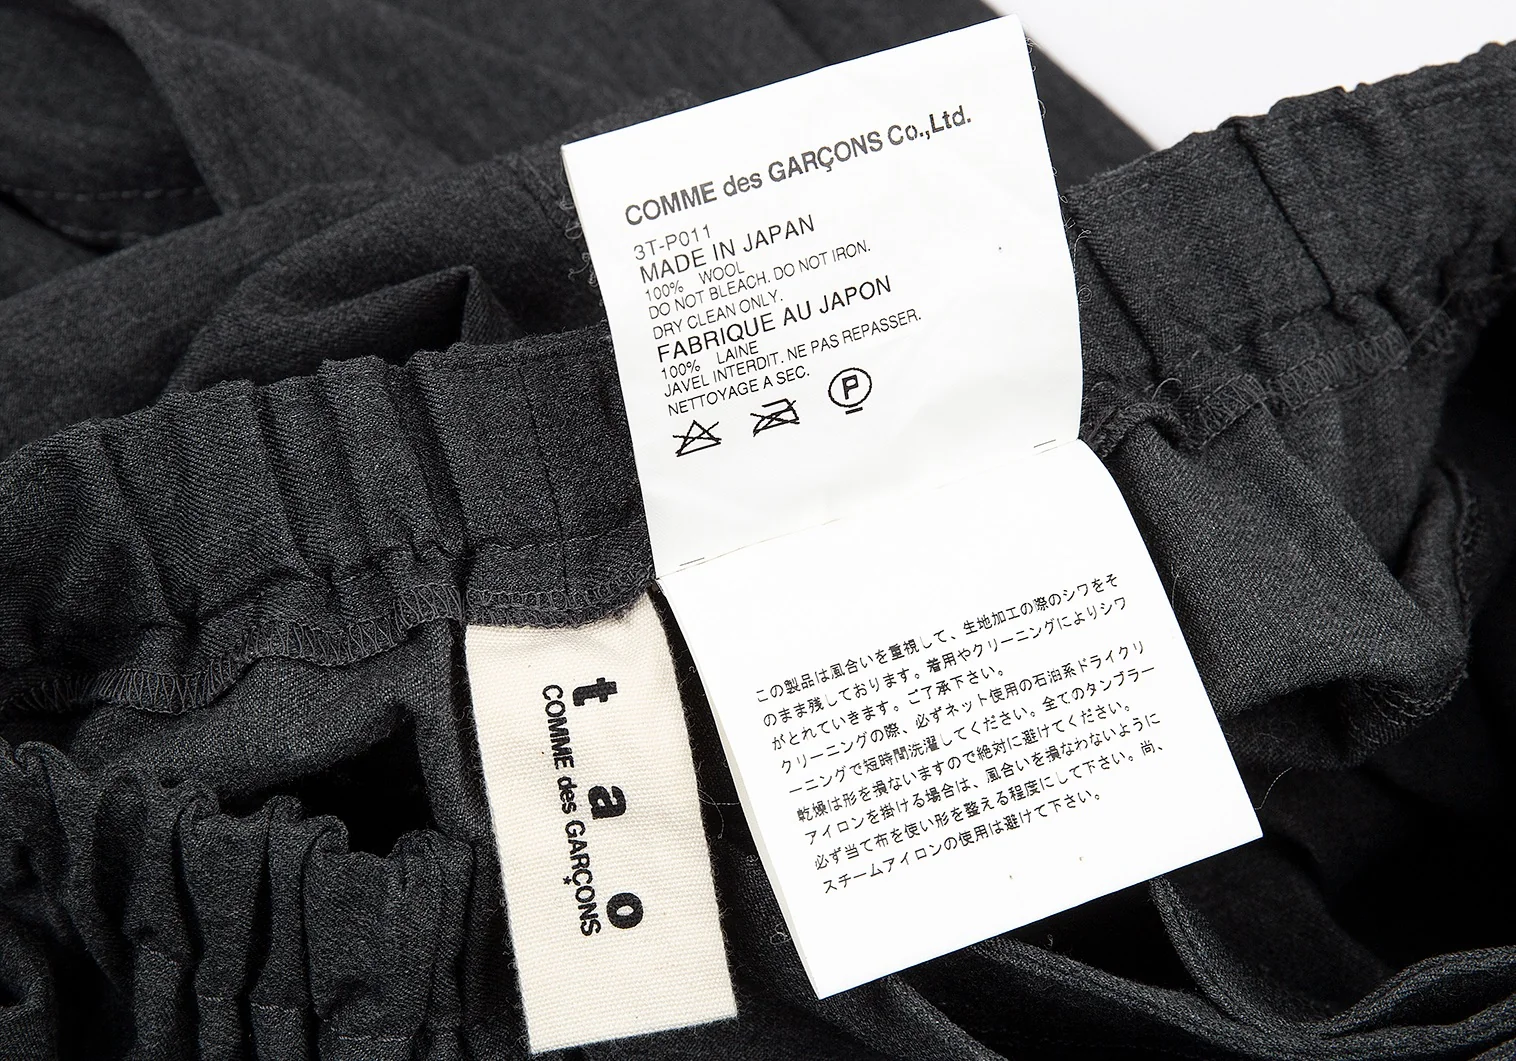 COMME des GARÇONS Co.,Ltd.
3T-P011
MADE IN JAPAN
100% WOOL
DO NOT BLEACH. DO NOT IRON.
DRY CLEAN ONLY.
FABRIQUE AU JAPON
100% LAINE
JAVEL INTERDIT. NE PAS REPASSER.
NETTOYAGE A SEC.
P
この製品は風合いを重視して、生地加工の際のシワをそ
のまま残しております。着用やクリーニングによりシワ
がとれていきます。ご了承下さい。
クリーニングの際、必ずネット使用の石油系ドライクリ
ーニングで短時間洗濯してください。全てのタンブラー
乾燥は形を損ないますので絶対に避けてください。
アイロンを掛ける場合は、風合いを損なわないように
必ず当て布を使い形を整える程度にして下さい。尚、
スチームアイロンの使用は避けて下さい。
tao
COMME des GARÇONS